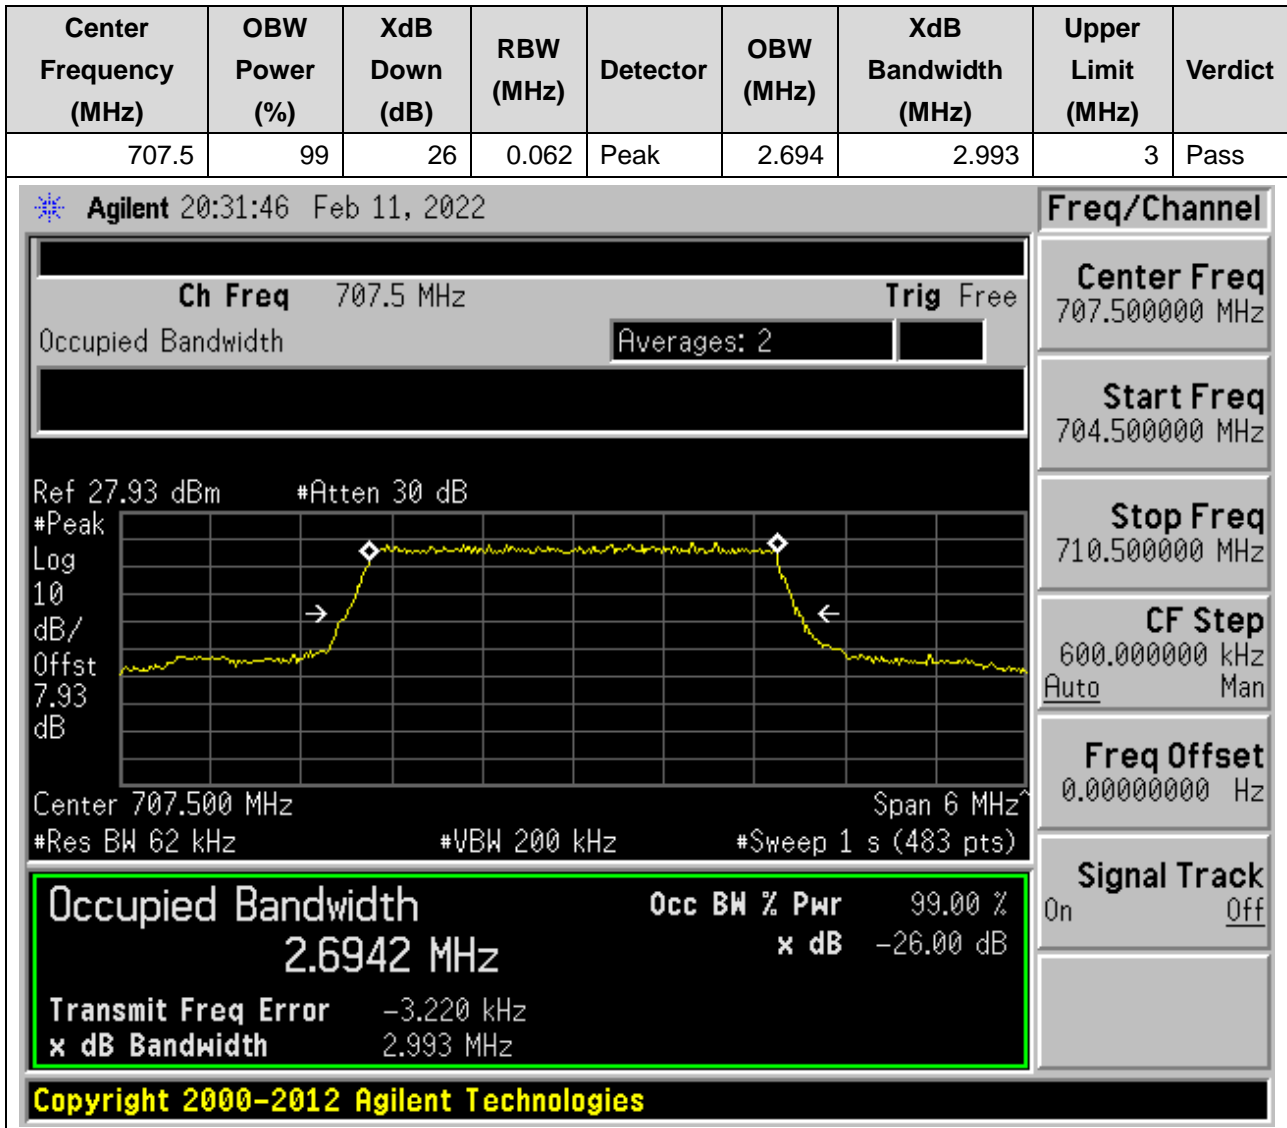 Center Frequency (MHz) OBW Power (%) XdB Down (dB) RBW (MHz) Detector OBW (MHz) XdB Bandwidth (MHz) Upper Limit (MHz) Verdict
707.5 99 26 0.062 Peak 2.694 2.993 3 Pass
Agilent 20:31:46 Feb 11, 2022
Ch Freq 707.5 MHz Trig Free
Occupied Bandwidth Averages: 2
Ref 27.93 dBm #Atten 30 dB
#Peak
Log
10
dB/
Offst
7.93
dB
Center 707.500 MHz Span 6 MHz^
#Res BW 62 kHz #VBW 200 kHz #Sweep 1 s (483 pts)
Occupied Bandwidth Occ BW % Pwr 99.00 %
2.6942 MHz x dB -26.00 dB
Transmit Freq Error -3.220 kHz
x dB Bandwidth 2.993 MHz
Copyright 2000-2012 Agilent Technologies
Freq/Channel
Center Freq
707.500000 MHz
Start Freq
704.500000 MHz
Stop Freq
710.500000 MHz
CF Step
600.000000 kHz
Auto Man
Freq Offset
0.00000000 Hz
Signal Track
On Off